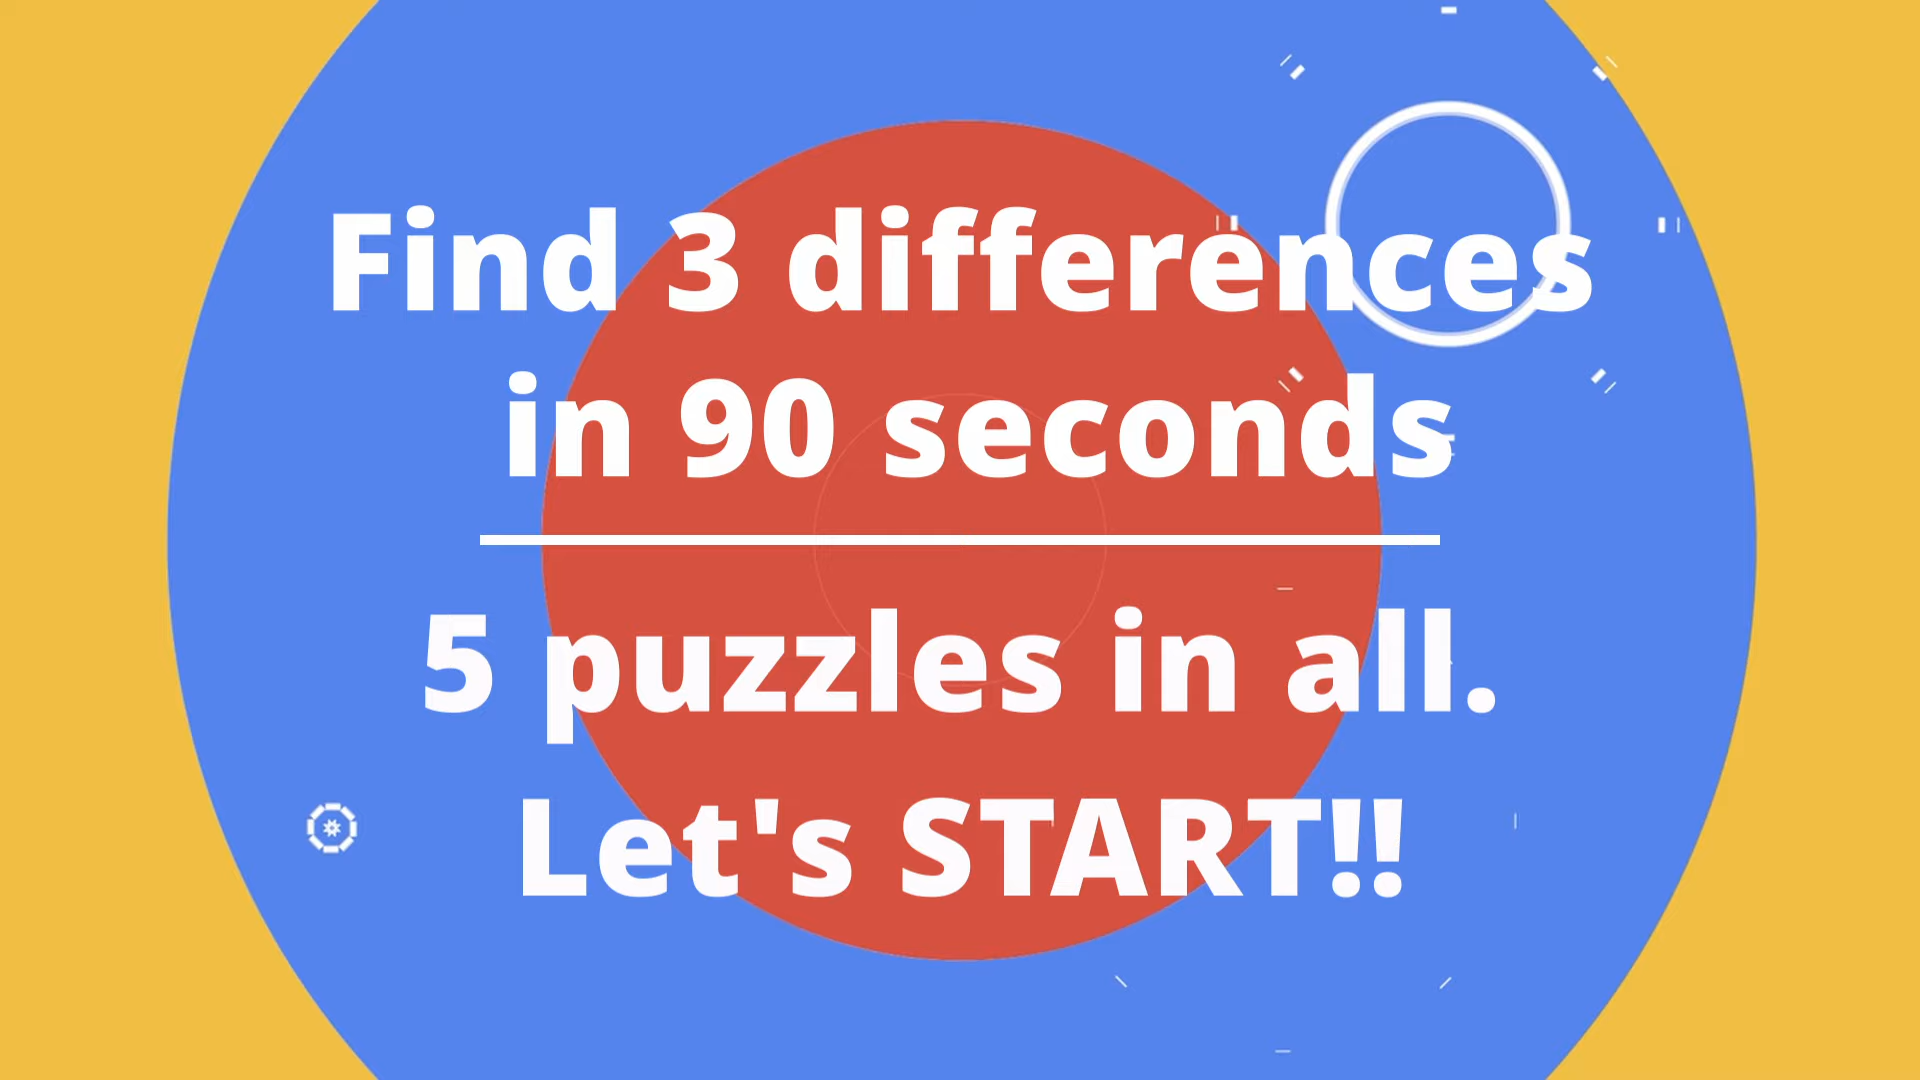 Find 3 differences
in 90 seconds
5 puzzles in all.
Let's START!!